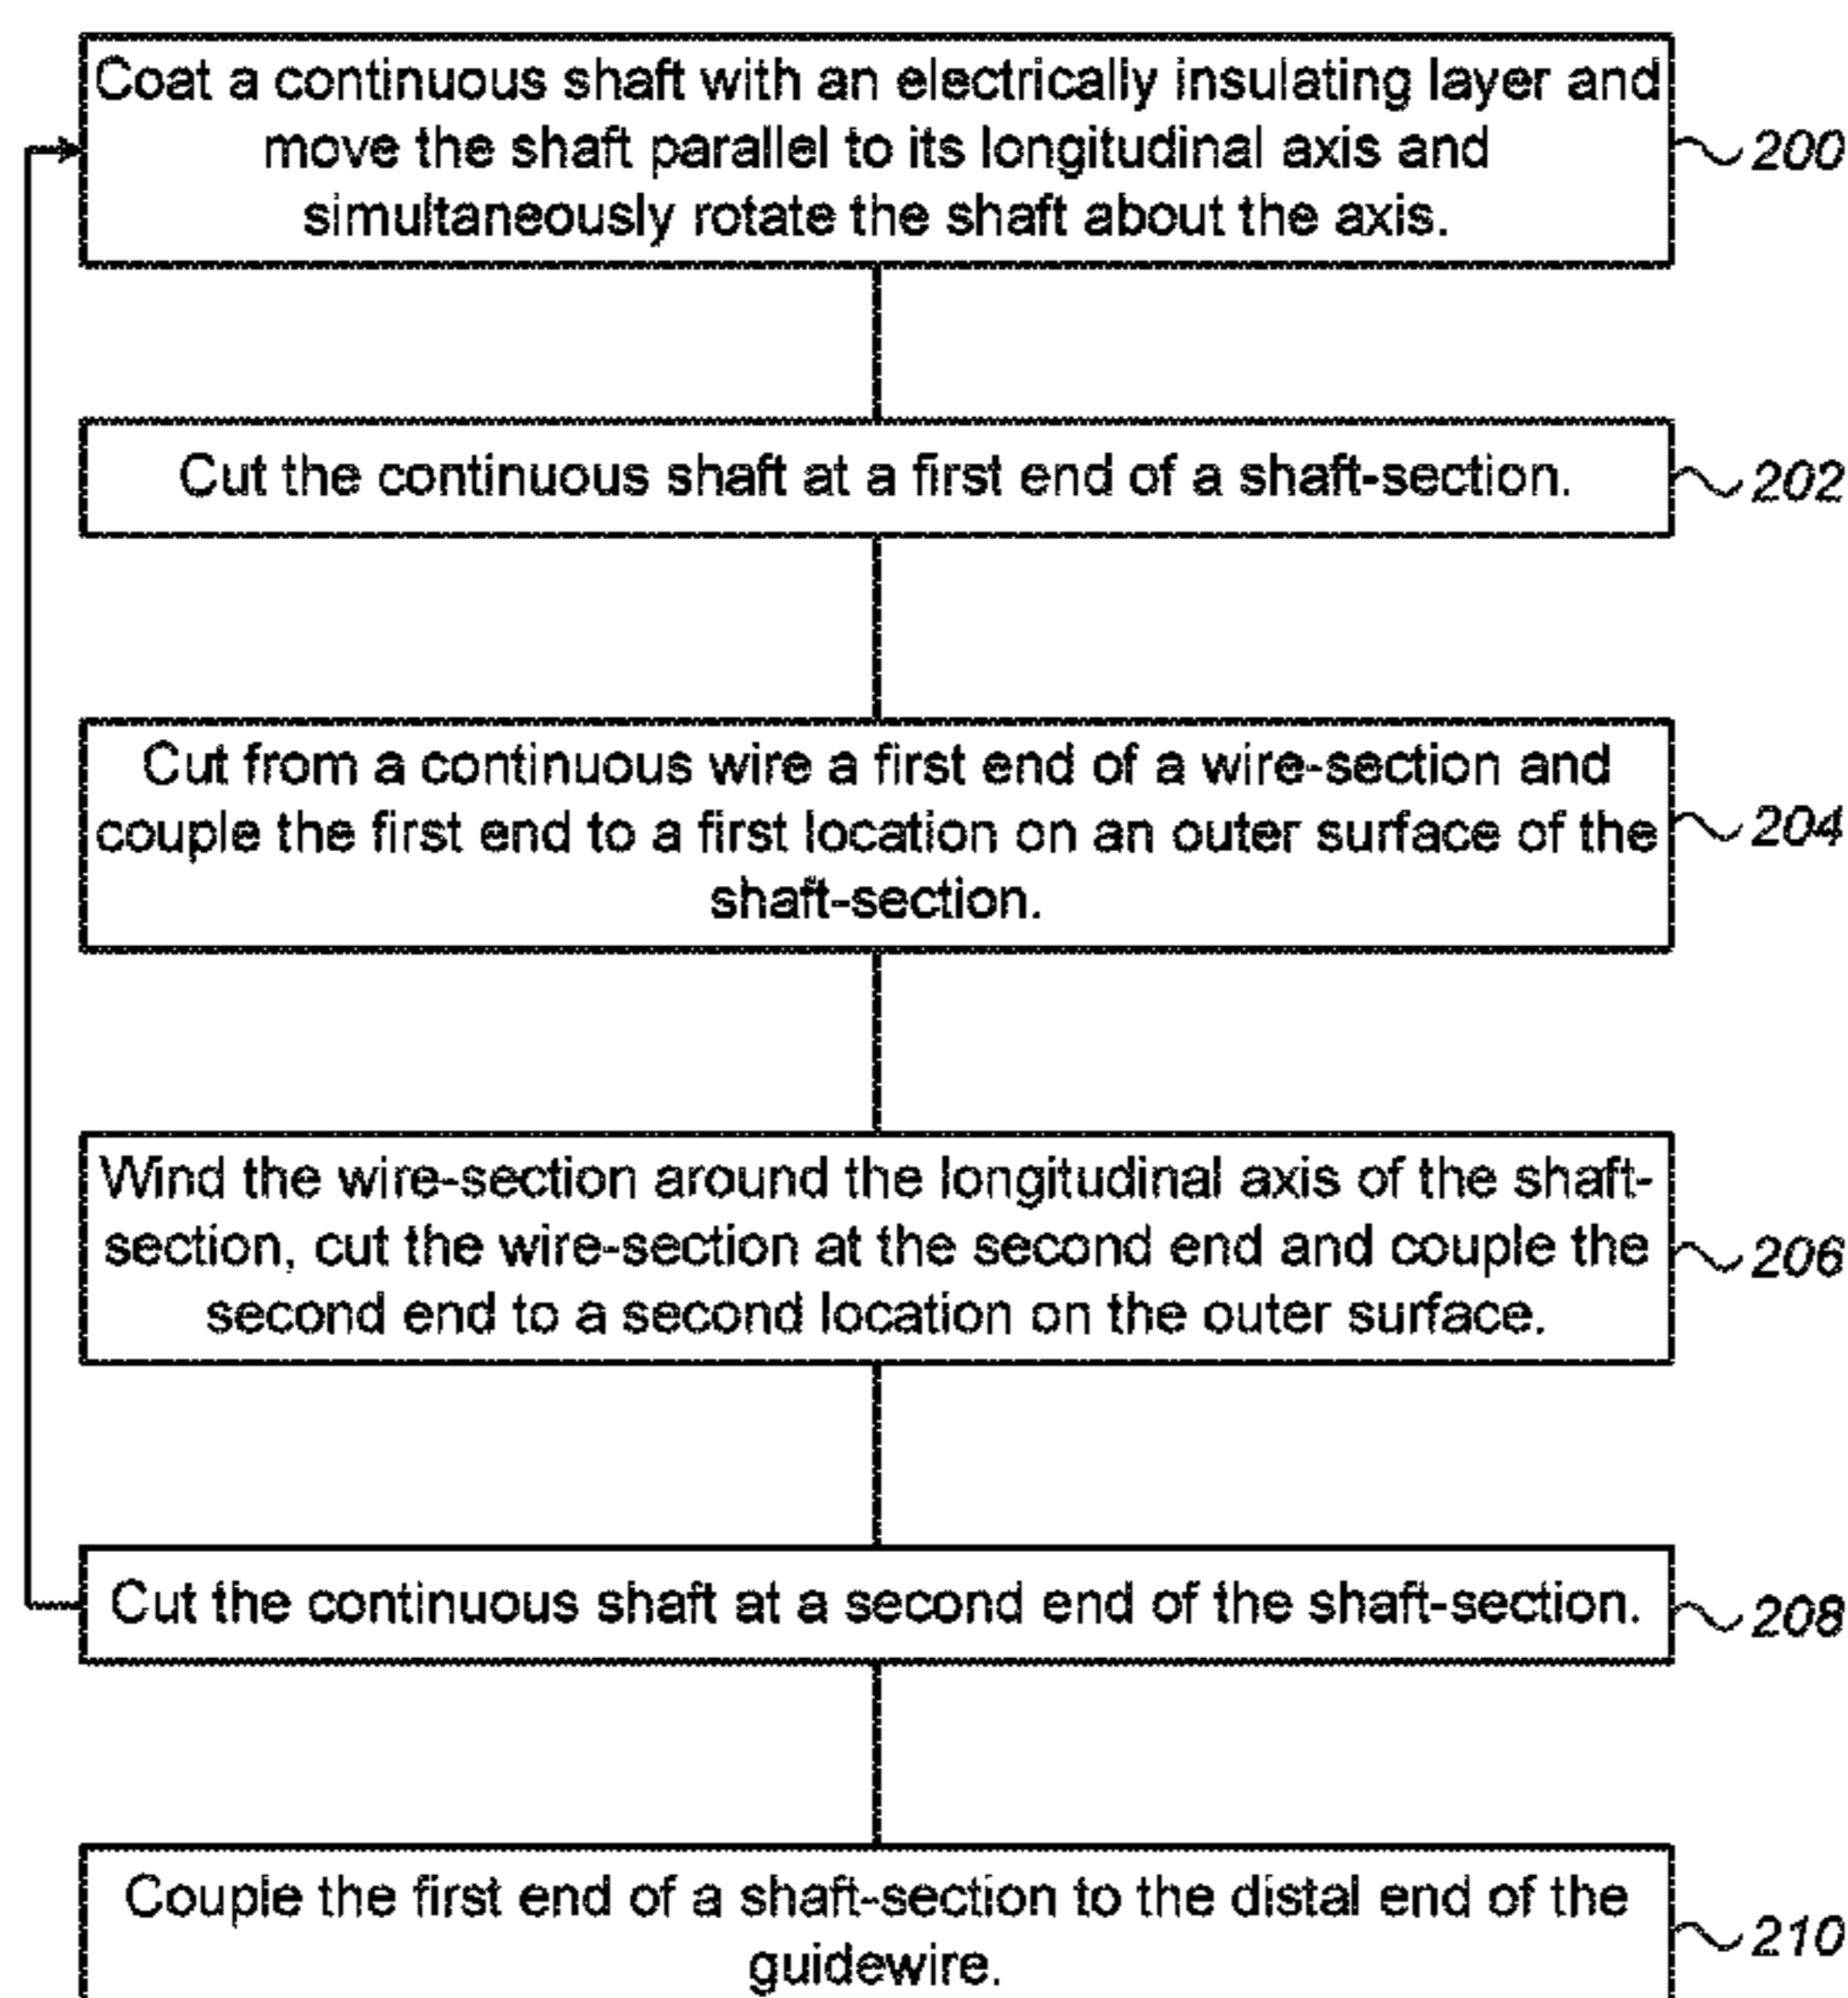 Coat a continuous shaft with an electrically insulating layer and
move the shaft parallel to its longitudinal axis and
simultaneously rotate the shaft about the axis.
200
Cut the continuous shaft at a first end of a shaft-section.
202
Cut from a continuous wire a first end of a wire-section and
couple the first end to a first location on an outer surface of the
shaft-section.
204
Wind the wire-section around the longitudinal axis of the shaft-
section, cut the wire-section at the second end and couple the
second end to a second location on the outer surface.
206
Cut the continuous shaft at a second end of the shaft-section.
208
Couple the first end of a shaft-section to the distal end of the
guidewire.
210